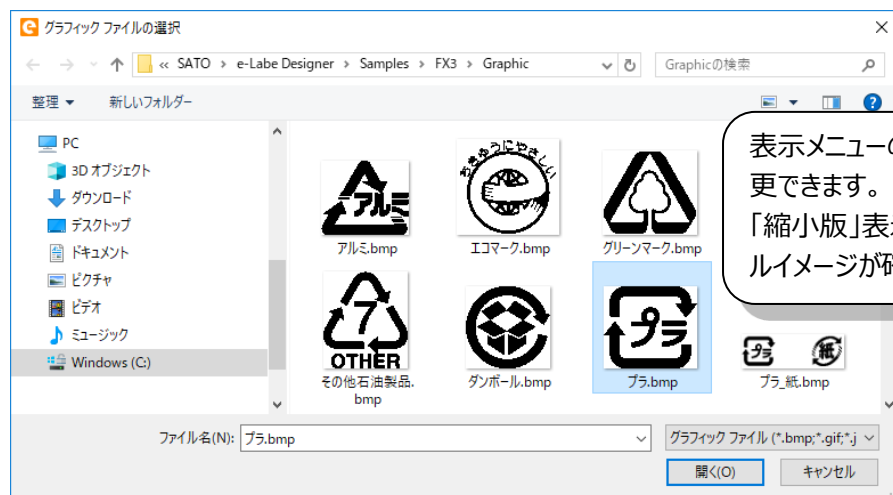 グラフィック ファイルの選択
« SATO › e-Labe Designer › Samples › FX3 › Graphic
Graphicの検索
整理
新しいフォルダー
PC
3D オブジェクト
ダウンロード
デスクトップ
ドキュメント
ピクチャ
ビデオ
ミュージック
Windows (C:)
アルミ
アルミ.bmp
ちきゅうにやさしい
エコマーク.bmp
グリーンマーク.bmp
表示メニューの
更できます。
「縮小版」表
ルイメージが
7
OTHER
その他石油製品.
bmp
ダンボール.bmp
プラ
プラ.bmp
プラ 紙
プラ_紙.bmp
ファイル名(N):
プラ.bmp
グラフィック ファイル (*.bmp;*.gif;*.j
開く(O)
キャンセル